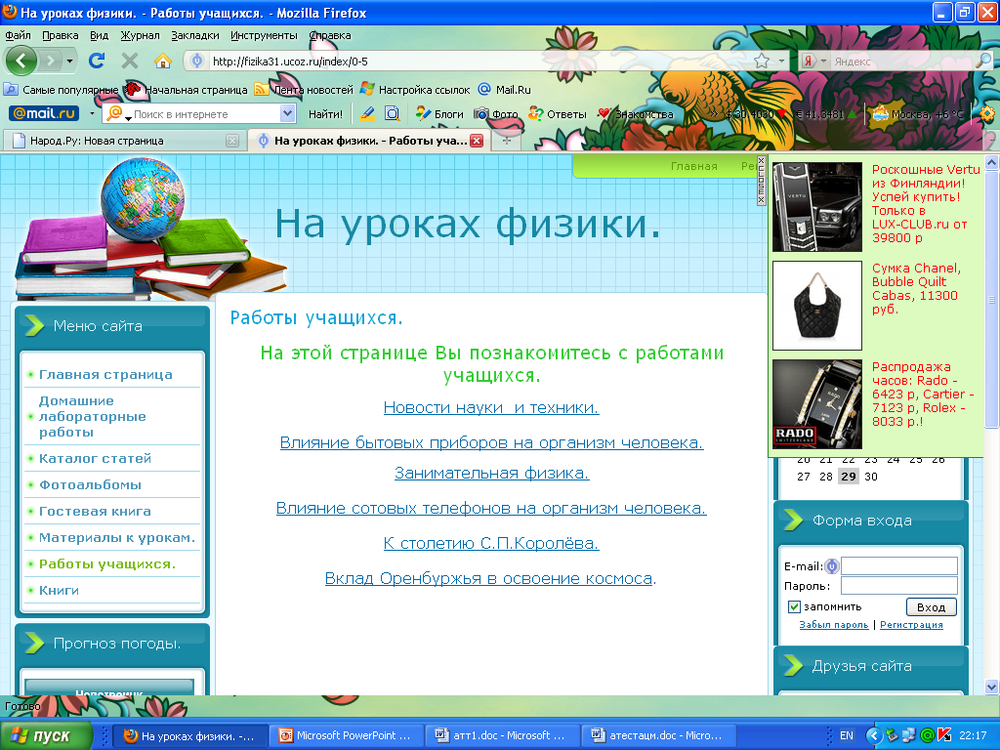 На уроках физики. - Работы учащихся. - Mozilla Firefox
Файл Правка Вид Журнал Закладки Инструменты Справка
http://fizika31.ucoz.ru/index/0-5
Яндекс
Самые популярные Начальная страница Лента новостей Настройка ссылок Mail.Ru
@mail.ru Поиск в интернете Найти! Блоги Фото Ответы Знакомства » $ 30.4030 € 41.3481 Москва, +6 °C
Народ.Ру: Новая страница
На уроках физики. - Работы уча...
Главная Рег
На уроках физики.
Меню сайта
Главная страница
Домашние
лабораторные
работы
Каталог статей
Фотоальбомы
Гостевая книга
Материалы к урокам.
Работы учащихся.
Книги
Прогноз погоды.
Новотроицк
Работы учащихся.
На этой странице Вы познакомитесь с работами
учащихся.
Новости науки и техники.
Влияние бытовых приборов на организм человека.
Занимательная физика.
Влияние сотовых телефонов на организм человека.
К столетию С.П.Королёва.
Вклад Оренбуржья в освоение космоса.
VERTU
Роскошные Vertu
из Финляндии!
Успей купить!
Только в
LUX-CLUB.ru от
39800 р
Сумка Chanel,
Bubble Quilt
Cabas, 11300
руб.
RADO
SWITZERLAND
Распродажа
часов: Rado -
6423 р, Cartier -
7123 р, Rolex -
8033 р.!
20 21 22 23 24 25 26
27 28 29 30
Форма входа
E-mail:
Пароль:
запомнить
Вход
Забыл пароль | Регистрация
Друзья сайта
Готово
пуск
На уроках физики. -...
Microsoft PowerPoint ...
атт1.doc - Microsoft ...
атестацм.doc - Micro...
EN
22:17